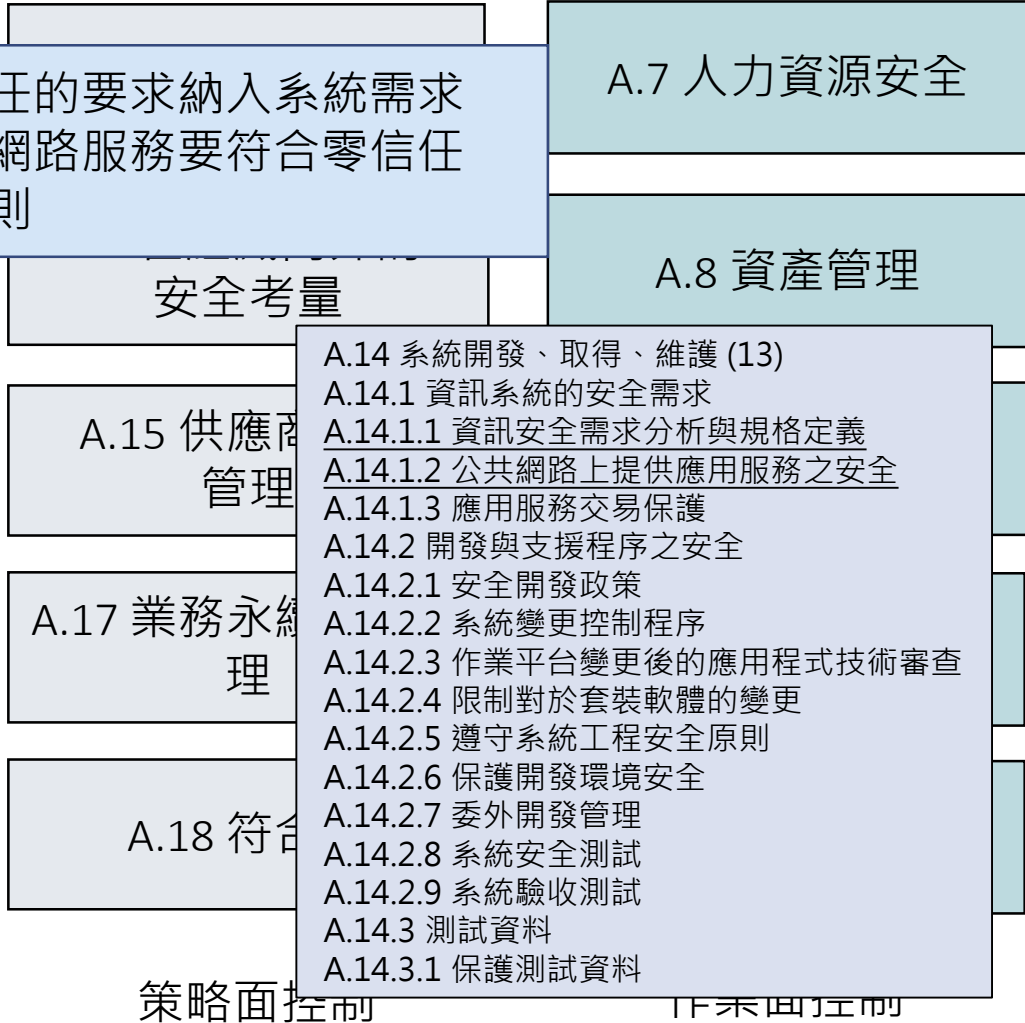 任的要求納入系統需求
網路服務要符合零信任
則
A.7 人力資源安全
安全考量
A.8 資產管理
A.15 供應商
管理
A.17 業務永續
理
A.18 符合
A.14 系統開發、取得、維護 (13)
A.14.1 資訊系統的安全需求
A.14.1.1 資訊安全需求分析與規格定義
A.14.1.2 公共網路上提供應用服務之安全
A.14.1.3 應用服務交易保護
A.14.2 開發與支援程序之安全
A.14.2.1 安全開發政策
A.14.2.2 系統變更控制程序
A.14.2.3 作業平台變更後的應用程式技術審查
A.14.2.4 限制對於套裝軟體的變更
A.14.2.5 遵守系統工程安全原則
A.14.2.6 保護開發環境安全
A.14.2.7 委外開發管理
A.14.2.8 系統安全測試
A.14.2.9 系統驗收測試
A.14.3 測試資料
A.14.3.1 保護測試資料
策略面控制
作業面控制